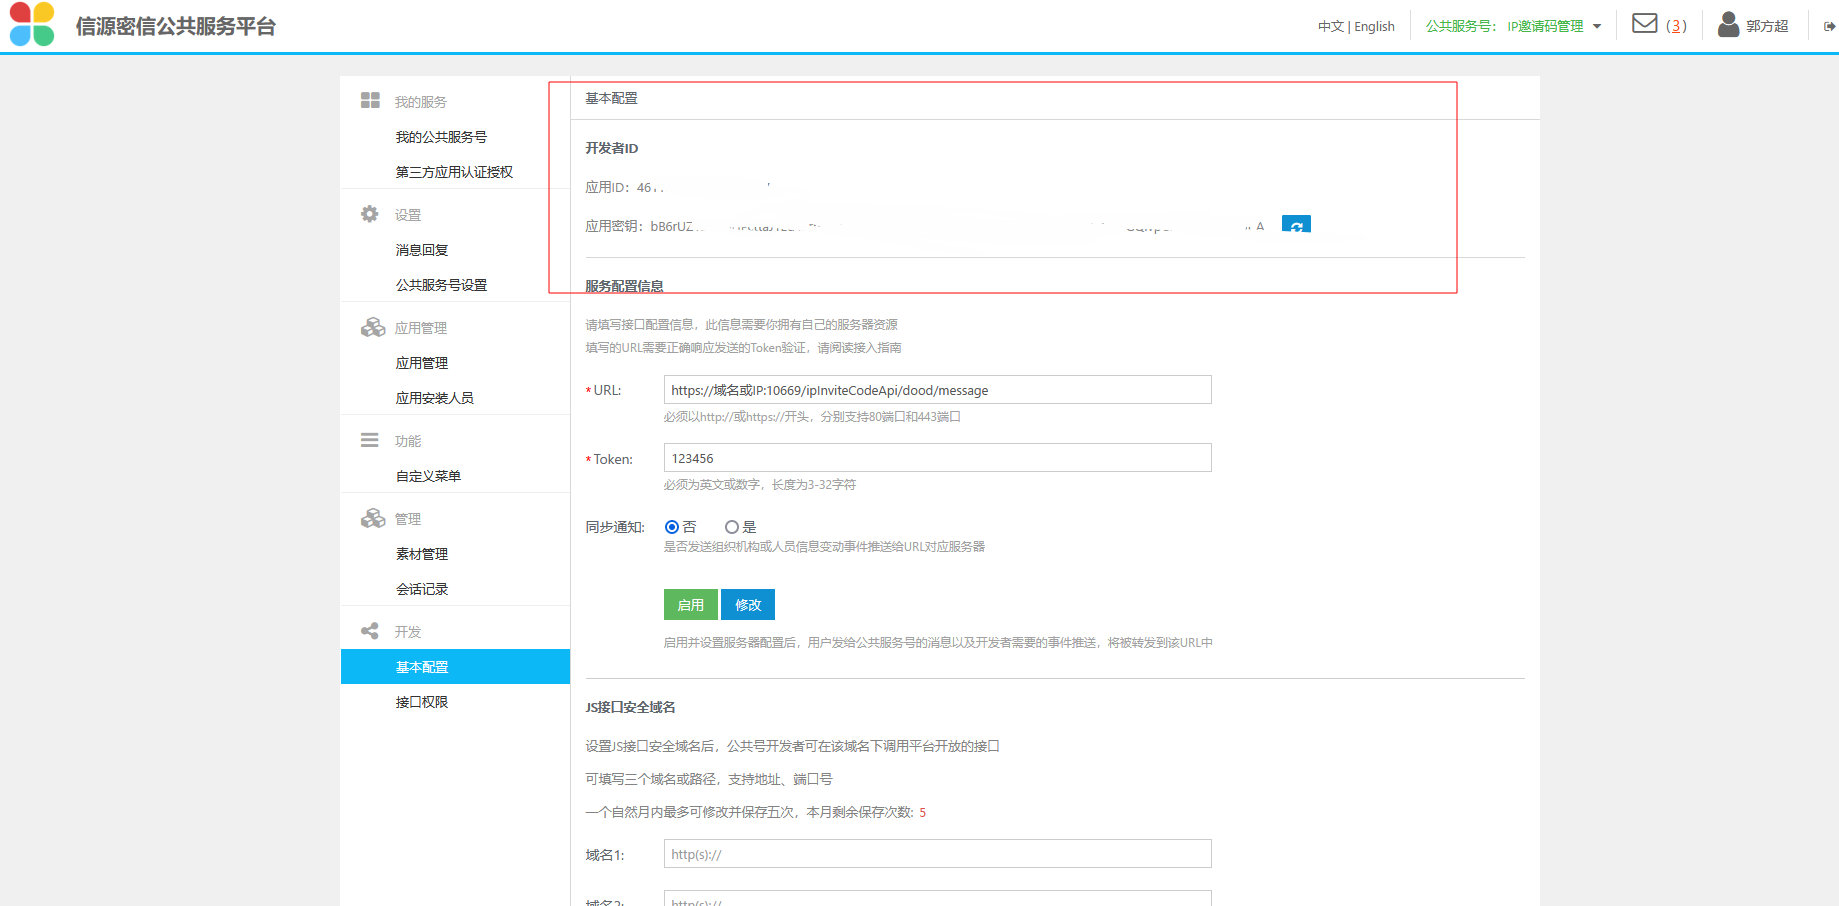 信源密信公共服务平台
中文 | English
公共服务号： IP邀请码管理
(3)
郭方超
我的服务
我的公共服务号
第三方应用认证授权
设置
消息回复
公共服务号设置
应用管理
应用管理
应用安装人员
功能
自定义菜单
管理
素材管理
会话记录
开发
基本配置
接口权限
基本配置
开发者ID
应用ID：
应用密钥：bB6rUZ
服务配置信息
请填写接口配置信息，此信息需要你拥有自己的服务器资源
填写的URL需要正确响应发送的Token验证，请阅读接入指南
* URL: https://域名或IP:10669/ipInviteCodeApi/dood/message
必须以http://或https://开头，分别支持80端口和443端口
* Token: 123456
必须为英文或数字，长度为3-32字符
同步通知: 否 是
是否发送组织机构或人员信息变动事件推送给URL对应服务器
启用 修改
启用并设置服务器配置后，用户发给公共服务号的消息以及开发者需要的事件推送，将被转发到该URL中
JS接口安全域名
设置JS接口安全域名后，公共号开发者可在该域名下调用平台开放的接口
可填写三个域名或路径，支持地址、端口号
一个自然月内最多可修改并保存五次，本月剩余保存次数: 5
域名1: http(s)://
域名2: http(s)://